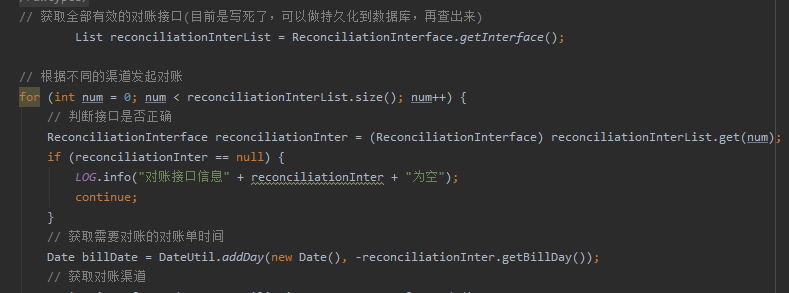 // 获取全部有效的对账接口(目前是写死了，可以做持久化到数据库，再查出来)
List reconciliationInterList = ReconciliationInterface.getInterface();
// 根据不同的渠道发起对账
for (int num = 0; num < reconciliationInterList.size(); num++) {
// 判断接口是否正确
ReconciliationInterface reconciliationInter = (ReconciliationInterface) reconciliationInterList.get(num);
if (reconciliationInter == null) {
LOG.info("对账接口信息" + reconciliationInter + "为空");
continue;
}
// 获取需要对账的对账单时间
Date billDate = DateUtil.addDay(new Date(), -reconciliationInter.getBillDay());
// 获取对账渠道